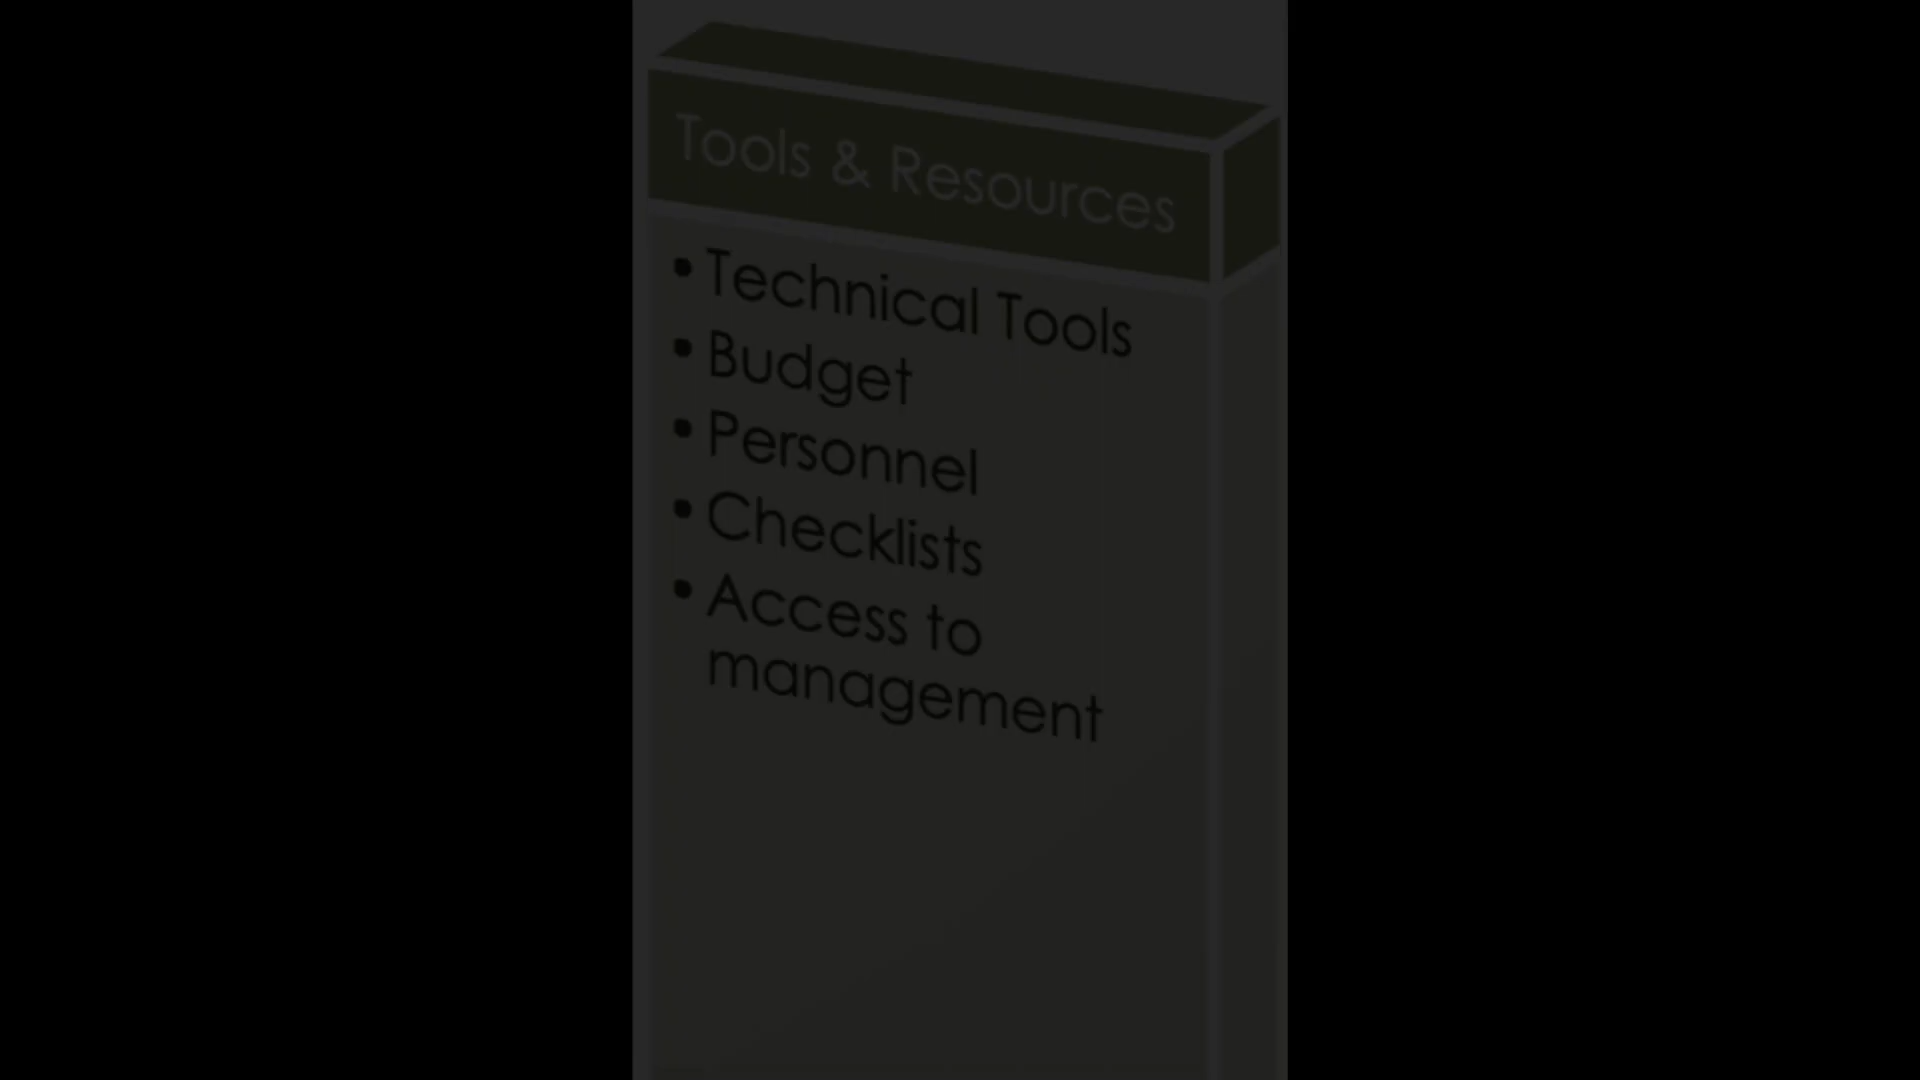 Tools & Resources
• Technical Tools
• Budget
• Personnel
• Checklists
• Access to
management